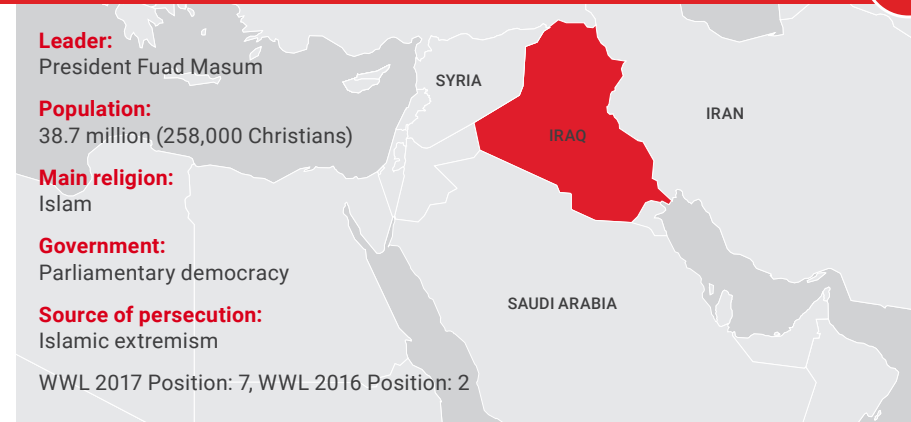 Leader:
President Fuad Masum
Population:
38.7 million (258,000 Christians)
Main religion:
Islam
Government:
Parliamentary democracy
Source of persecution:
Islamic extremism
WWL 2017 Position: 7, WWL 2016 Position: 2
SYRIA
IRAQ
IRAN
SAUDI ARABIA